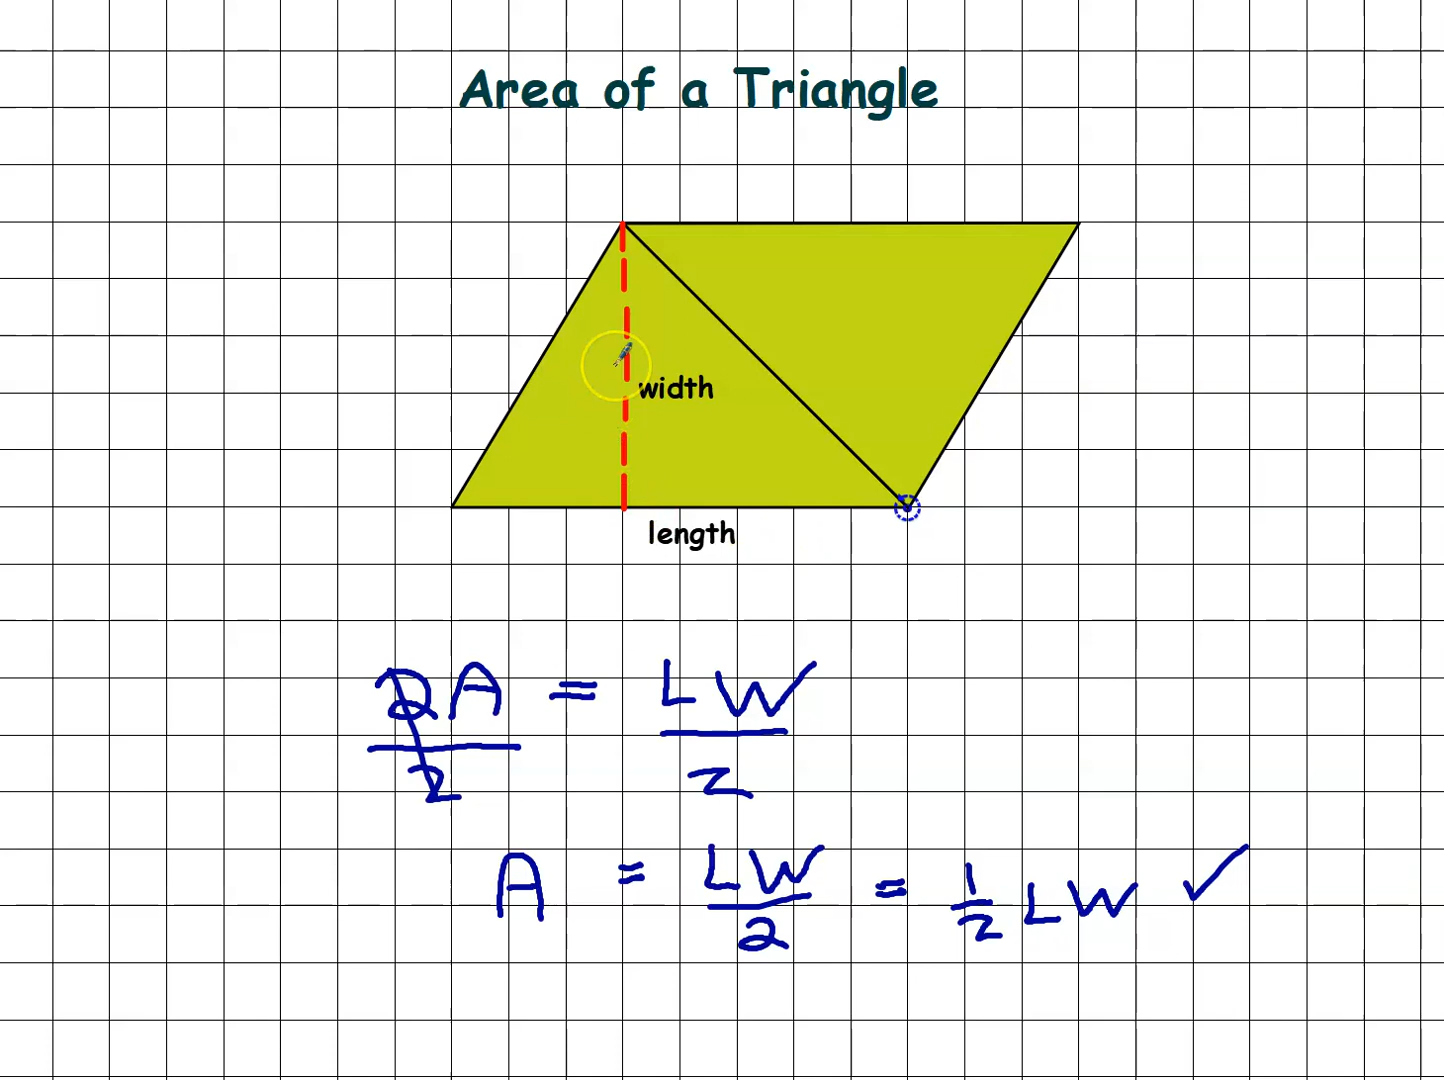 Area of a Triangle
width
length
2A/2 = LW/2
A = LW/2 = 1/2 LW ✓